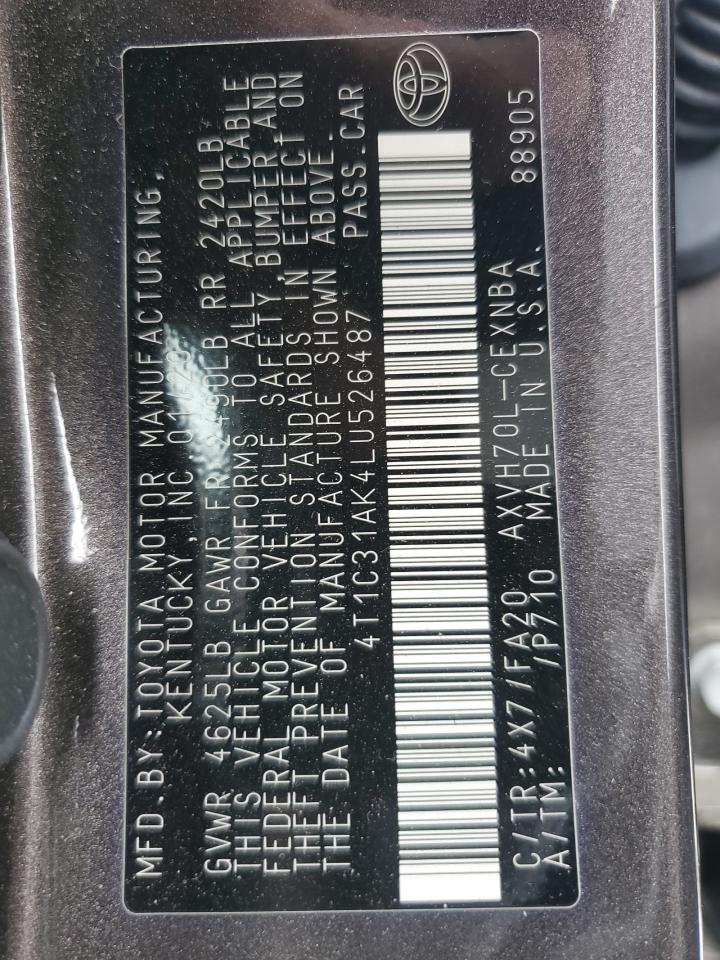 MFD.BY:TOYOTA MOTOR MANUFACTURING,
KENTUCKY,INC.
GVWR 4625LB GAWR FR 2490LB RR 2420LB
THIS VEHICLE CONFORMS TO ALL APPLICABLE
FEDERAL MOTOR VEHICLE SAFETY,BUMPER,AND
THEFT PREVENTION STANDARDS IN EFFECT ON
THE DATE OF MANUFACTURE SHOWN ABOVE.
4T1C31AK4LU526487 PASS.CAR
C/TR:4X7/FA20 AXVH70L-CEXNBA
A/TM: /P710 MADE IN U.S.A. 88905